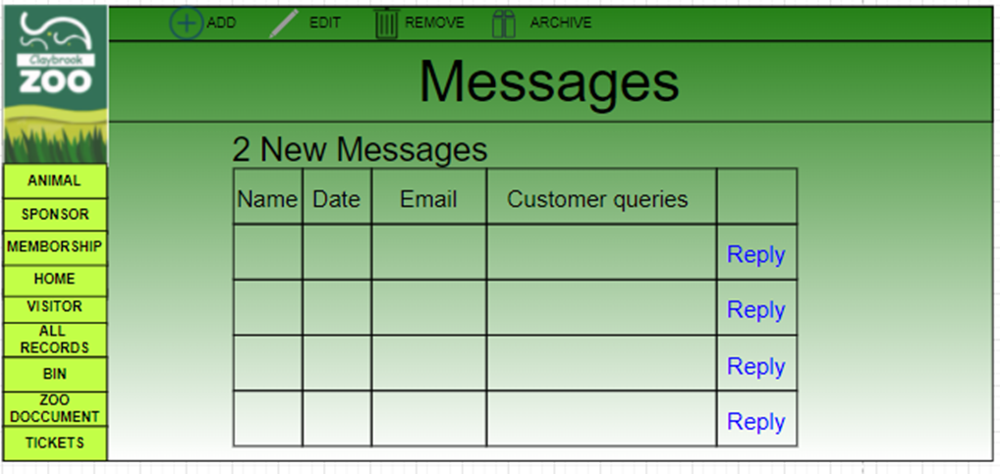 Claybrook
ZOO
ADD EDIT REMOVE ARCHIVE
Messages
2 New Messages
Name Date Email Customer queries
Reply
Reply
Reply
Reply
ANIMAL
SPONSOR
MEMBORSHIP
HOME
VISITOR
ALL
RECORDS
BIN
ZOO
DOCCUMENT
TICKETS